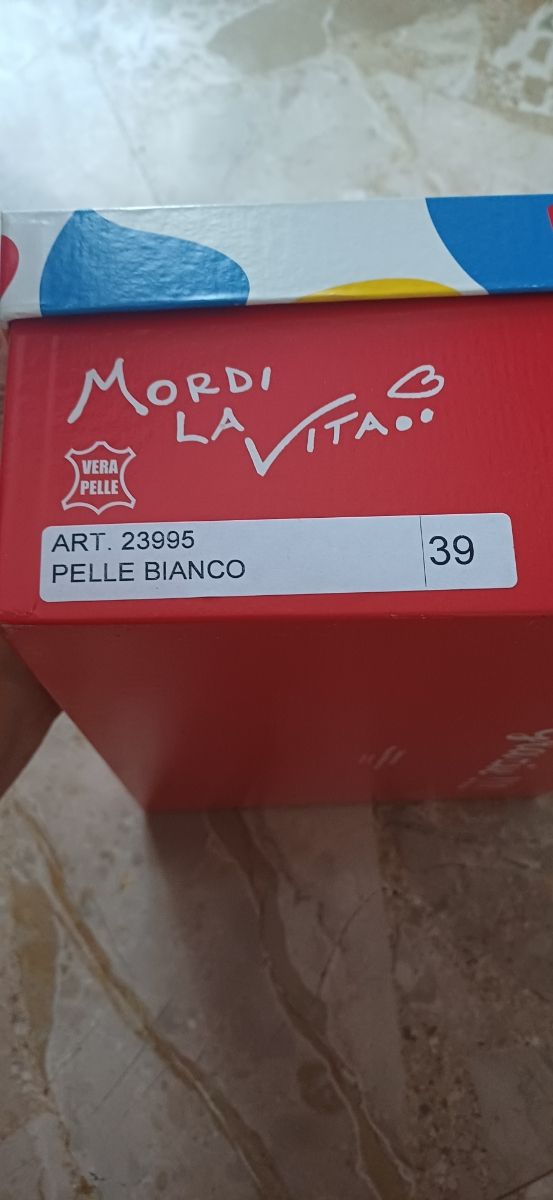 MORDI
LA VITA..
VERA
PELLE
ART. 23995
PELLE BIANCO
39